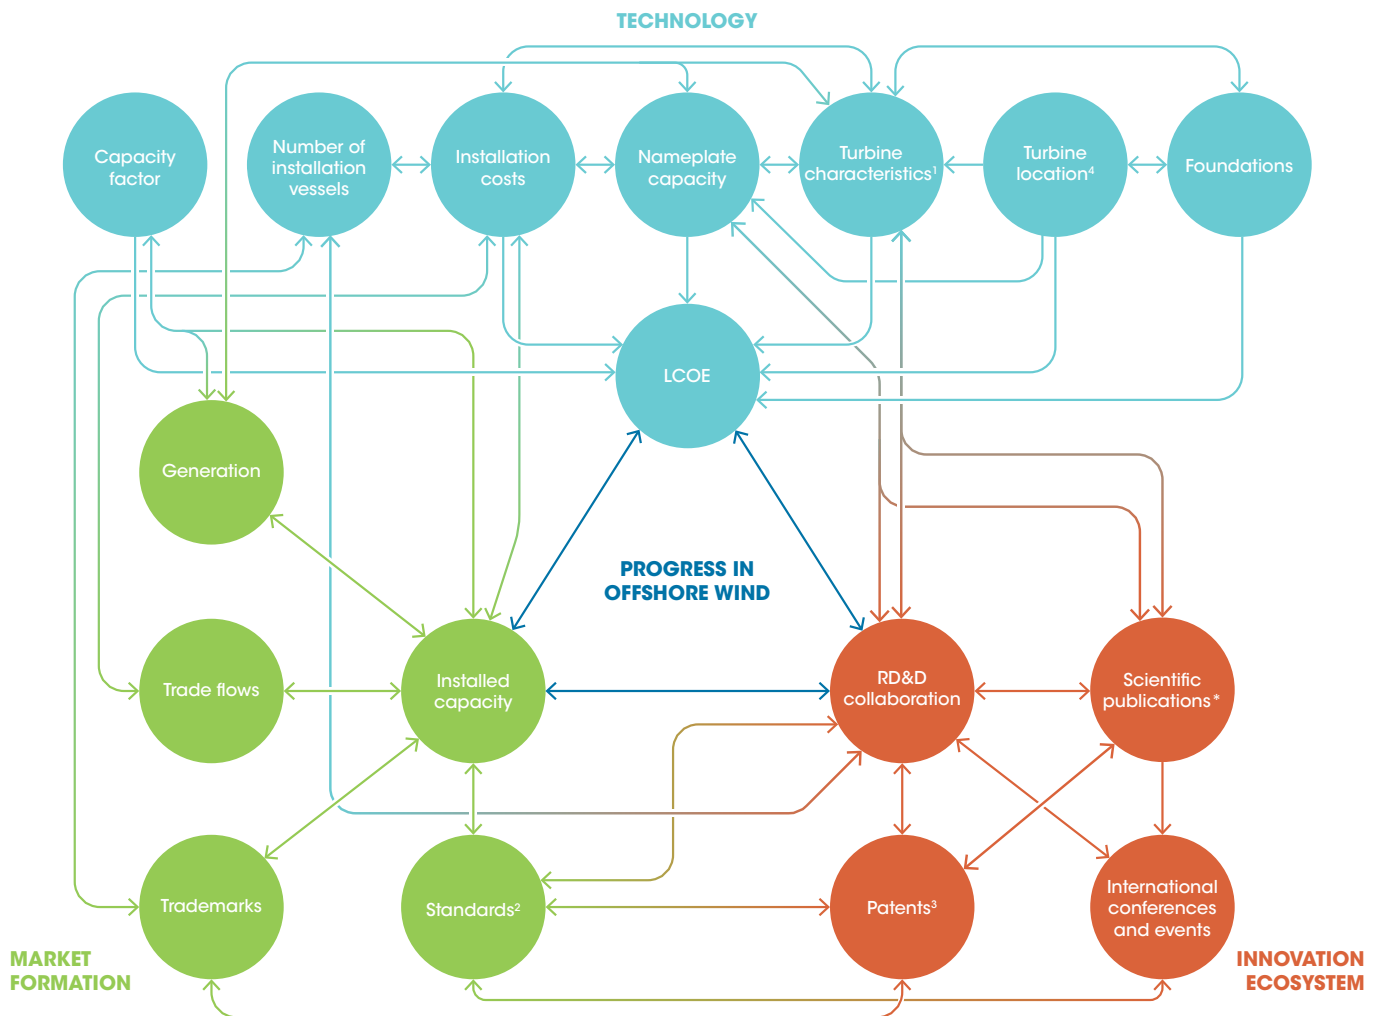 TECHNOLOGY
Capacity
factor
Number of
installation
vessels
Installation
costs
Nameplate
capacity
Turbine
characteristics¹
Turbine
location⁴
Foundations
LCOE
Generation
PROGRESS IN
OFFSHORE WIND
Trade flows
Installed
capacity
RD&D
collaboration
Scientific
publications*
Trademarks
Standards²
Patents³
International
conferences
and events
MARKET
FORMATION
INNOVATION
ECOSYSTEM